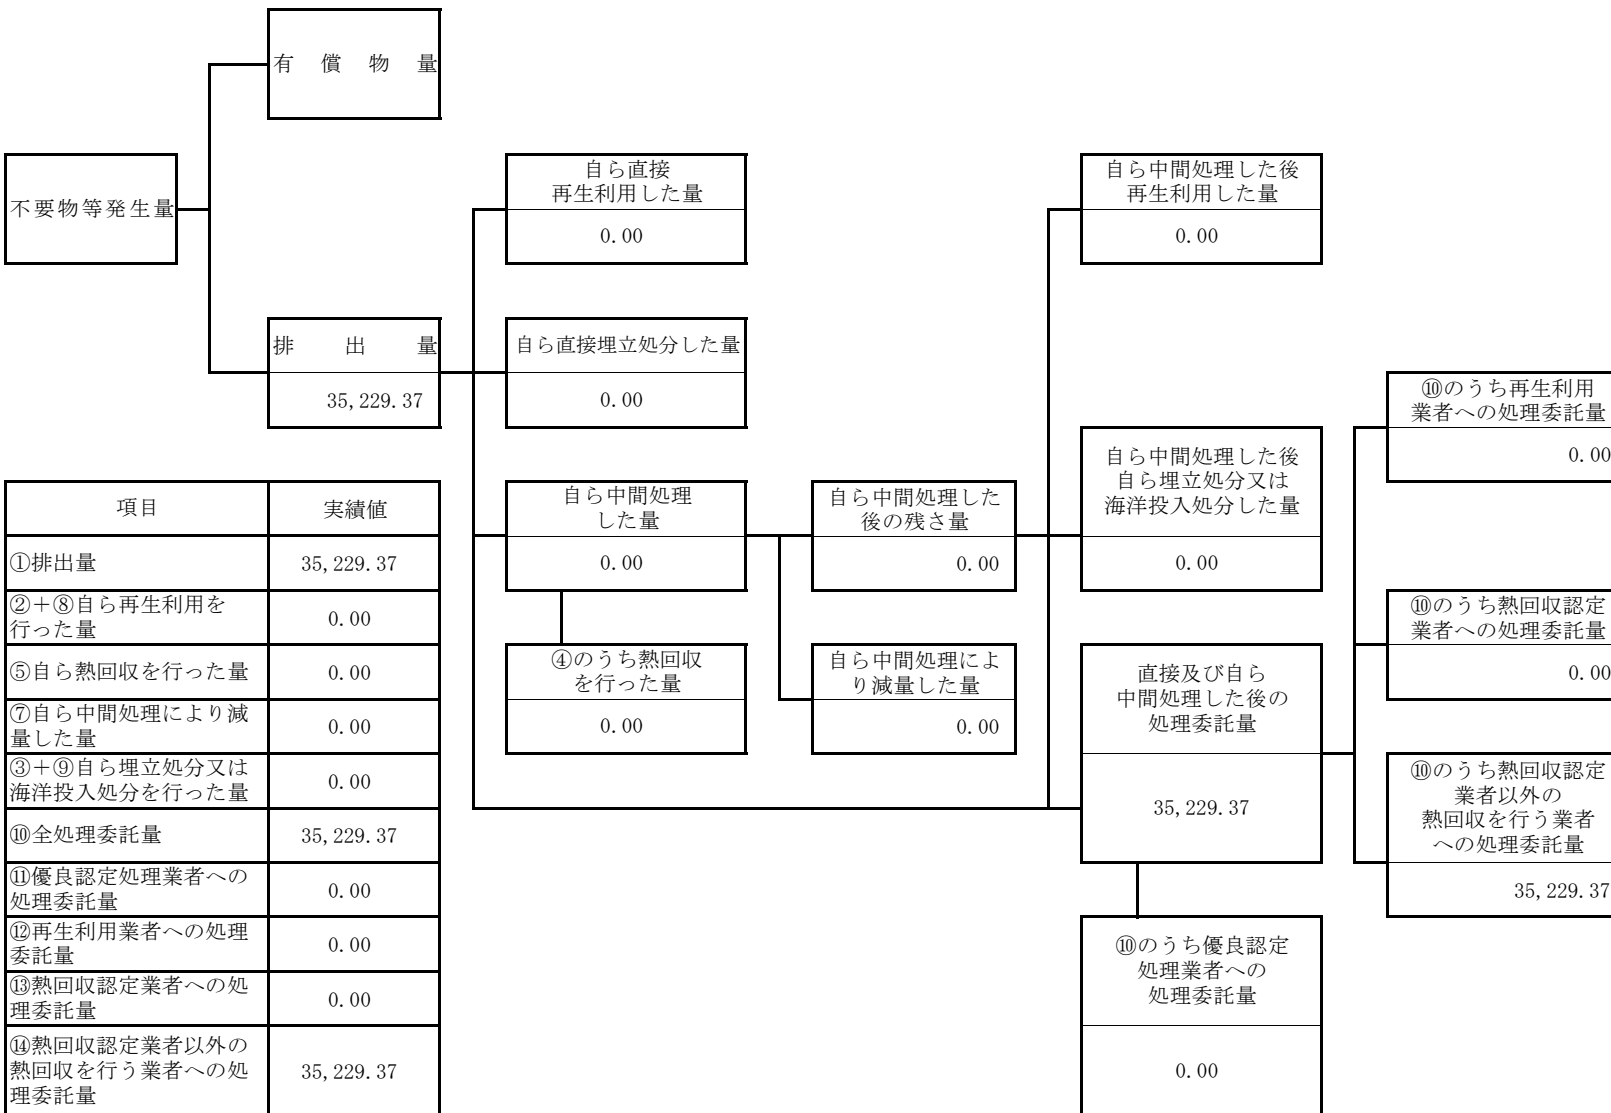 有償物量
不要物等発生量
排出量
35,229.37
自ら直接
再生利用した量
0.00
自ら直接埋立処分した量
0.00
自ら中間処理
した量
0.00
④のうち熱回収
を行った量
0.00
自ら中間処理した
後の残さ量
0.00
自ら中間処理によ
り減量した量
0.00
自ら中間処理した後
再生利用した量
0.00
自ら中間処理した後
自ら埋立処分又は
海洋投入処分した量
0.00
直接及び自ら
中間処理した後の
処理委託量
35,229.37
⑩のうち優良認定
処理業者への
処理委託量
0.00
⑩のうち再生利用
業者への処理委託量
0.00
⑩のうち熱回収認定
業者への処理委託量
0.00
⑩のうち熱回収認定
業者以外の
熱回収を行う業者
への処理委託量
35,229.37
項目 実績値
①排出量 35,229.37
②＋⑧自ら再生利用を
行った量 0.00
⑤自ら熱回収を行った量 0.00
⑦自ら中間処理により減
量した量 0.00
③＋⑨自ら埋立処分又は
海洋投入処分を行った量 0.00
⑩全処理委託量 35,229.37
⑪優良認定処理業者への
処理委託量 0.00
⑫再生利用業者への処理
委託量 0.00
⑬熱回収認定業者への処
理委託量 0.00
⑭熱回収認定業者以外の
熱回収を行う業者への処 35,229.37
理委託量